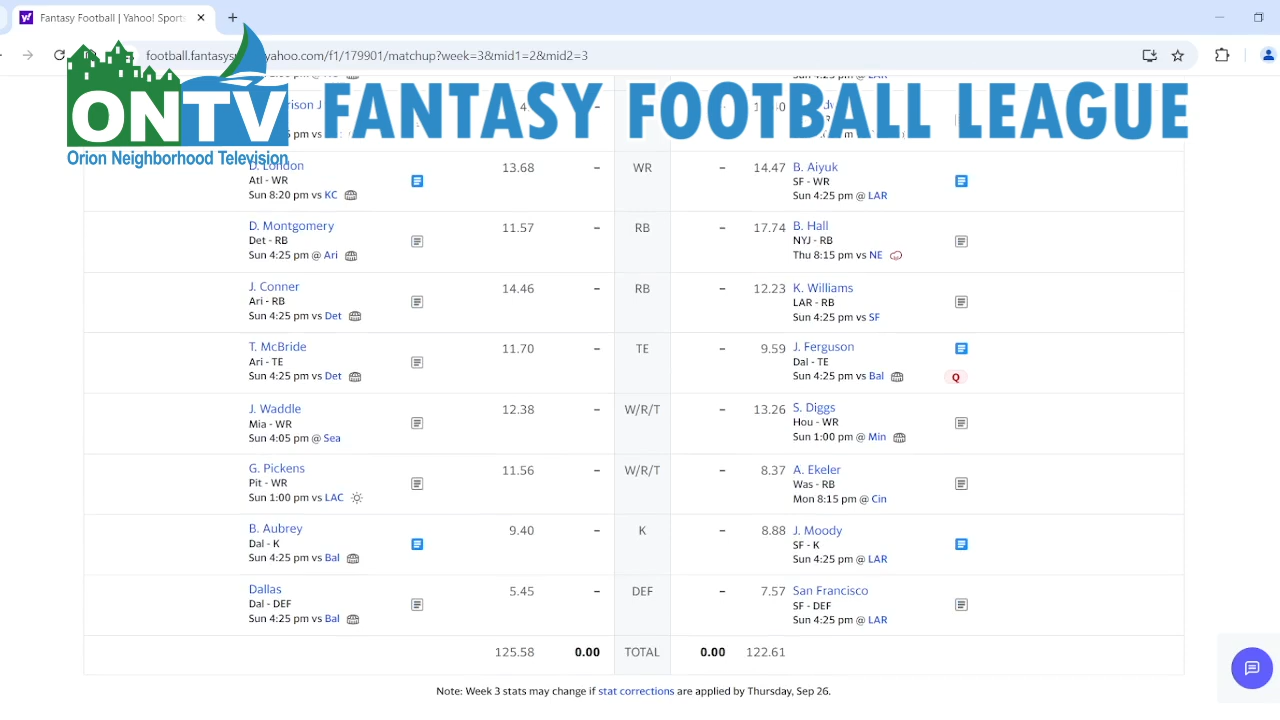 Fantasy Football | Yahoo! Sports
football.fantasysp yahoo.com/f1/179901/matchup?week=3&mid1=2&mid2=3
ONTV
Orion Neighborhood Television
FANTASY FOOTBALL LEAGUE
D. London 13.68 – WR – 14.47 B. Aiyuk
Atl - WR SF - WR
Sun 8:20 pm vs KC Sun 4:25 pm @ LAR
D. Montgomery 11.57 – RB – 17.74 B. Hall
Det - RB NYJ - RB
Sun 4:25 pm @ Ari Thu 8:15 pm vs NE
J. Conner 14.46 – RB – 12.23 K. Williams
Ari - RB LAR - RB
Sun 4:25 pm vs Det Sun 4:25 pm vs SF
T. McBride 11.70 – TE – 9.59 J. Ferguson
Ari - TE Dal - TE
Sun 4:25 pm vs Det Sun 4:25 pm vs Bal Q
J. Waddle 12.38 – W/R/T – 13.26 S. Diggs
Mia - WR Hou - WR
Sun 4:05 pm @ Sea Sun 1:00 pm @ Min
G. Pickens 11.56 – W/R/T – 8.37 A. Ekeler
Pit - WR Was - RB
Sun 1:00 pm vs LAC Mon 8:15 pm @ Cin
B. Aubrey 9.40 – K – 8.88 J. Moody
Dal - K SF - K
Sun 4:25 pm vs Bal Sun 4:25 pm @ LAR
Dallas 5.45 – DEF – 7.57 San Francisco
Dal - DEF SF - DEF
Sun 4:25 pm vs Bal Sun 4:25 pm @ LAR
125.58 0.00 TOTAL 0.00 122.61
Note: Week 3 stats may change if stat corrections are applied by Thursday, Sep 26.